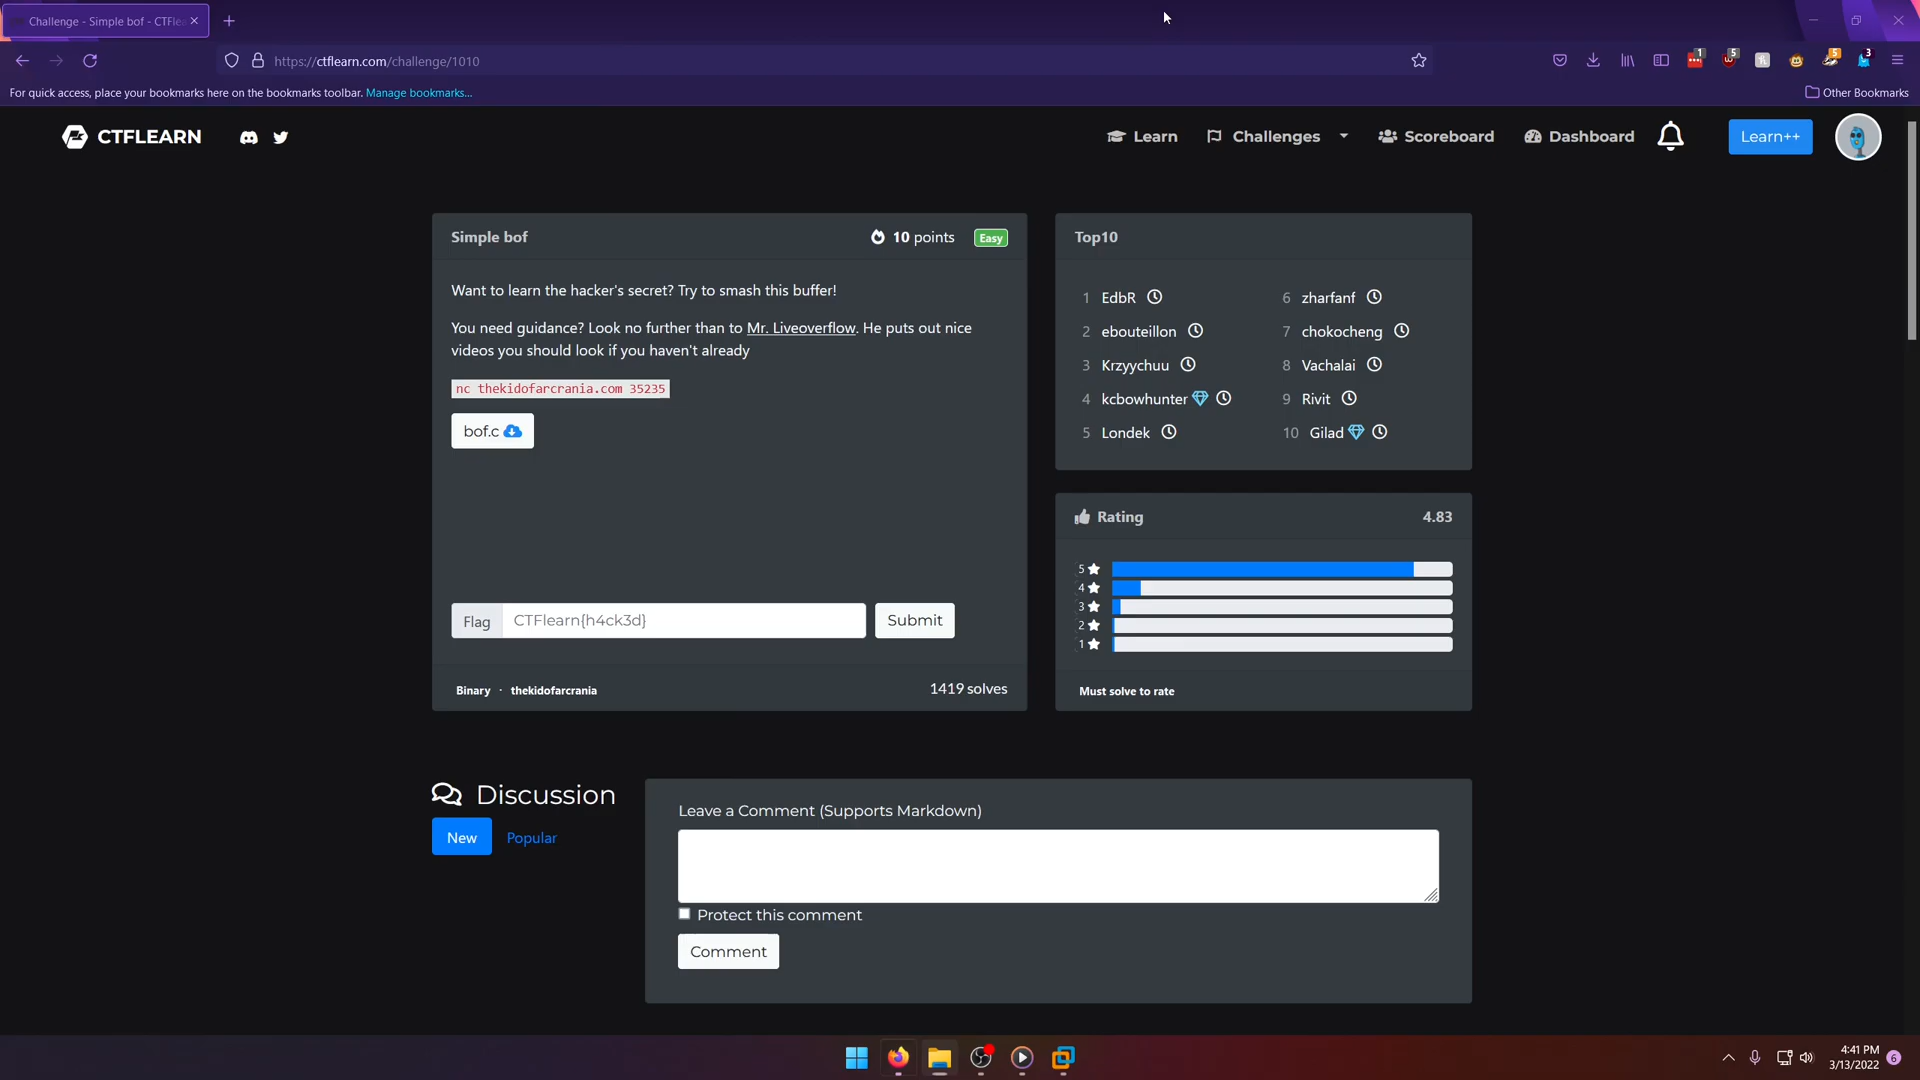 Challenge - Simple bof - CTFle
https://ctflearn.com/challenge/1010
1
5
5
3
For quick access, place your bookmarks here on the bookmarks toolbar. Manage bookmarks...
Other Bookmarks
CTFLEARN
Learn
Challenges
Scoreboard
Dashboard
Learn++
Simple bof
10 points
Easy
Want to learn the hacker's secret? Try to smash this buffer!
You need guidance? Look no further than to Mr. Liveoverflow. He puts out nice
videos you should look if you haven't already
nc thekidofarcrania.com 35235
bof.c
Flag
CTFlearn{h4ck3d}
Submit
Binary · thekidofarcrania
1419 solves
Top10
1 EdbR
2 ebouteillon
3 Krzyychuu
4 kcbowhunter
5 Londek
6 zharfanf
7 chokocheng
8 Vachalai
9 Rivit
10 Gilad
Rating
4.83
5
4
3
2
1
Must solve to rate
Discussion
New
Popular
Leave a Comment (Supports Markdown)
Protect this comment
Comment
4:41 PM
3/13/2022
6